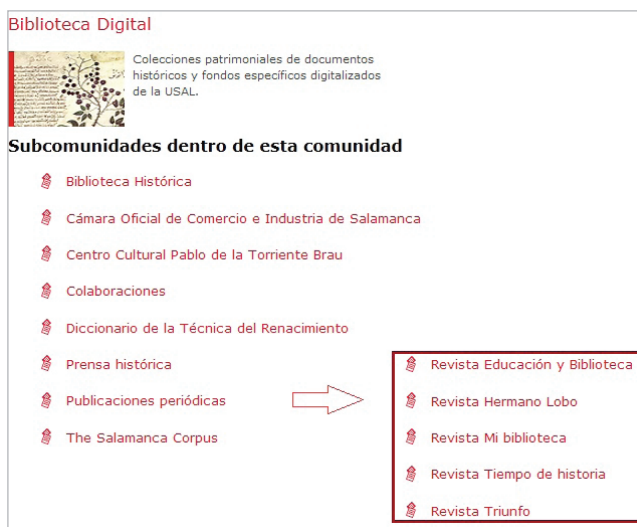 Biblioteca Digital
Colecciones patrimoniales de documentos
históricos y fondos específicos digitalizados
de la USAL.
Subcomunidades dentro de esta comunidad
Biblioteca Histórica
Cámara Oficial de Comercio e Industria de Salamanca
Centro Cultural Pablo de la Torriente Brau
Colaboraciones
Diccionario de la Técnica del Renacimiento
Prensa histórica
Publicaciones periódicas
The Salamanca Corpus
Revista Educación y Biblioteca
Revista Hermano Lobo
Revista Mi biblioteca
Revista Tiempo de historia
Revista Triunfo